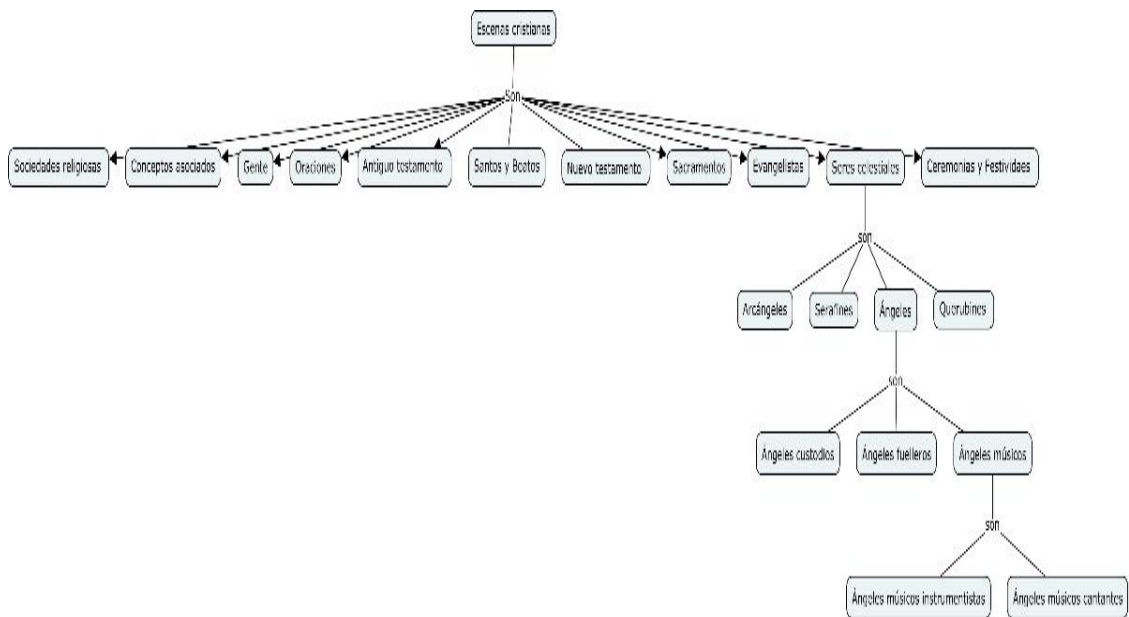 Escenas cristianas
Son
Sociedades religiosas
Conceptos asociados
Gente
Oraciones
Antiguo testamento
Santos y Beatos
Nuevo testamento
Sacramentos
Evangelistas
Seres celestiales
Ceremonias y Festividaes
son
Arcángeles
Serafines
Ángeles
Querubines
son
Ángeles custodios
Ángeles fuelleros
Ángeles músicos
son
Ángeles músicos instrumentistas
Ángeles músicos cantantes